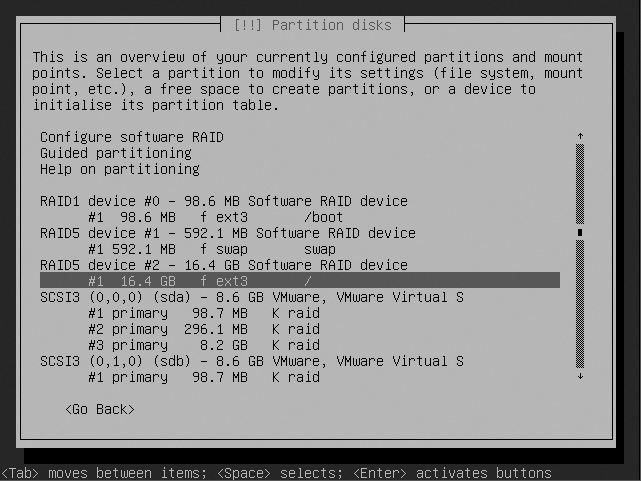 [!!] Partition disks
This is an overview of your currently configured partitions and mount
points. Select a partition to modify its settings (file system, mount
point, etc.), a free space to create partitions, or a device to
initialise its partition table.
Configure software RAID
Guided partitioning
Help on partitioning
RAID1 device #0 - 98.6 MB Software RAID device
#1 98.6 MB f ext3 /boot
RAID5 device #1 - 592.1 MB Software RAID device
#1 592.1 MB f swap swap
RAID5 device #2 - 16.4 GB Software RAID device
#1 16.4 GB f ext3 /
SCSI3 (0,0,0) (sda) - 8.6 GB VMware, VMware Virtual S
#1 primary 98.7 MB K raid
#2 primary 296.1 MB K raid
#3 primary 8.2 GB K raid
SCSI3 (0,1,0) (sdb) - 8.6 GB VMware, VMware Virtual S
#1 primary 98.7 MB K raid
<Go Back>
<Tab> moves between items; <Space> selects; <Enter> activates buttons